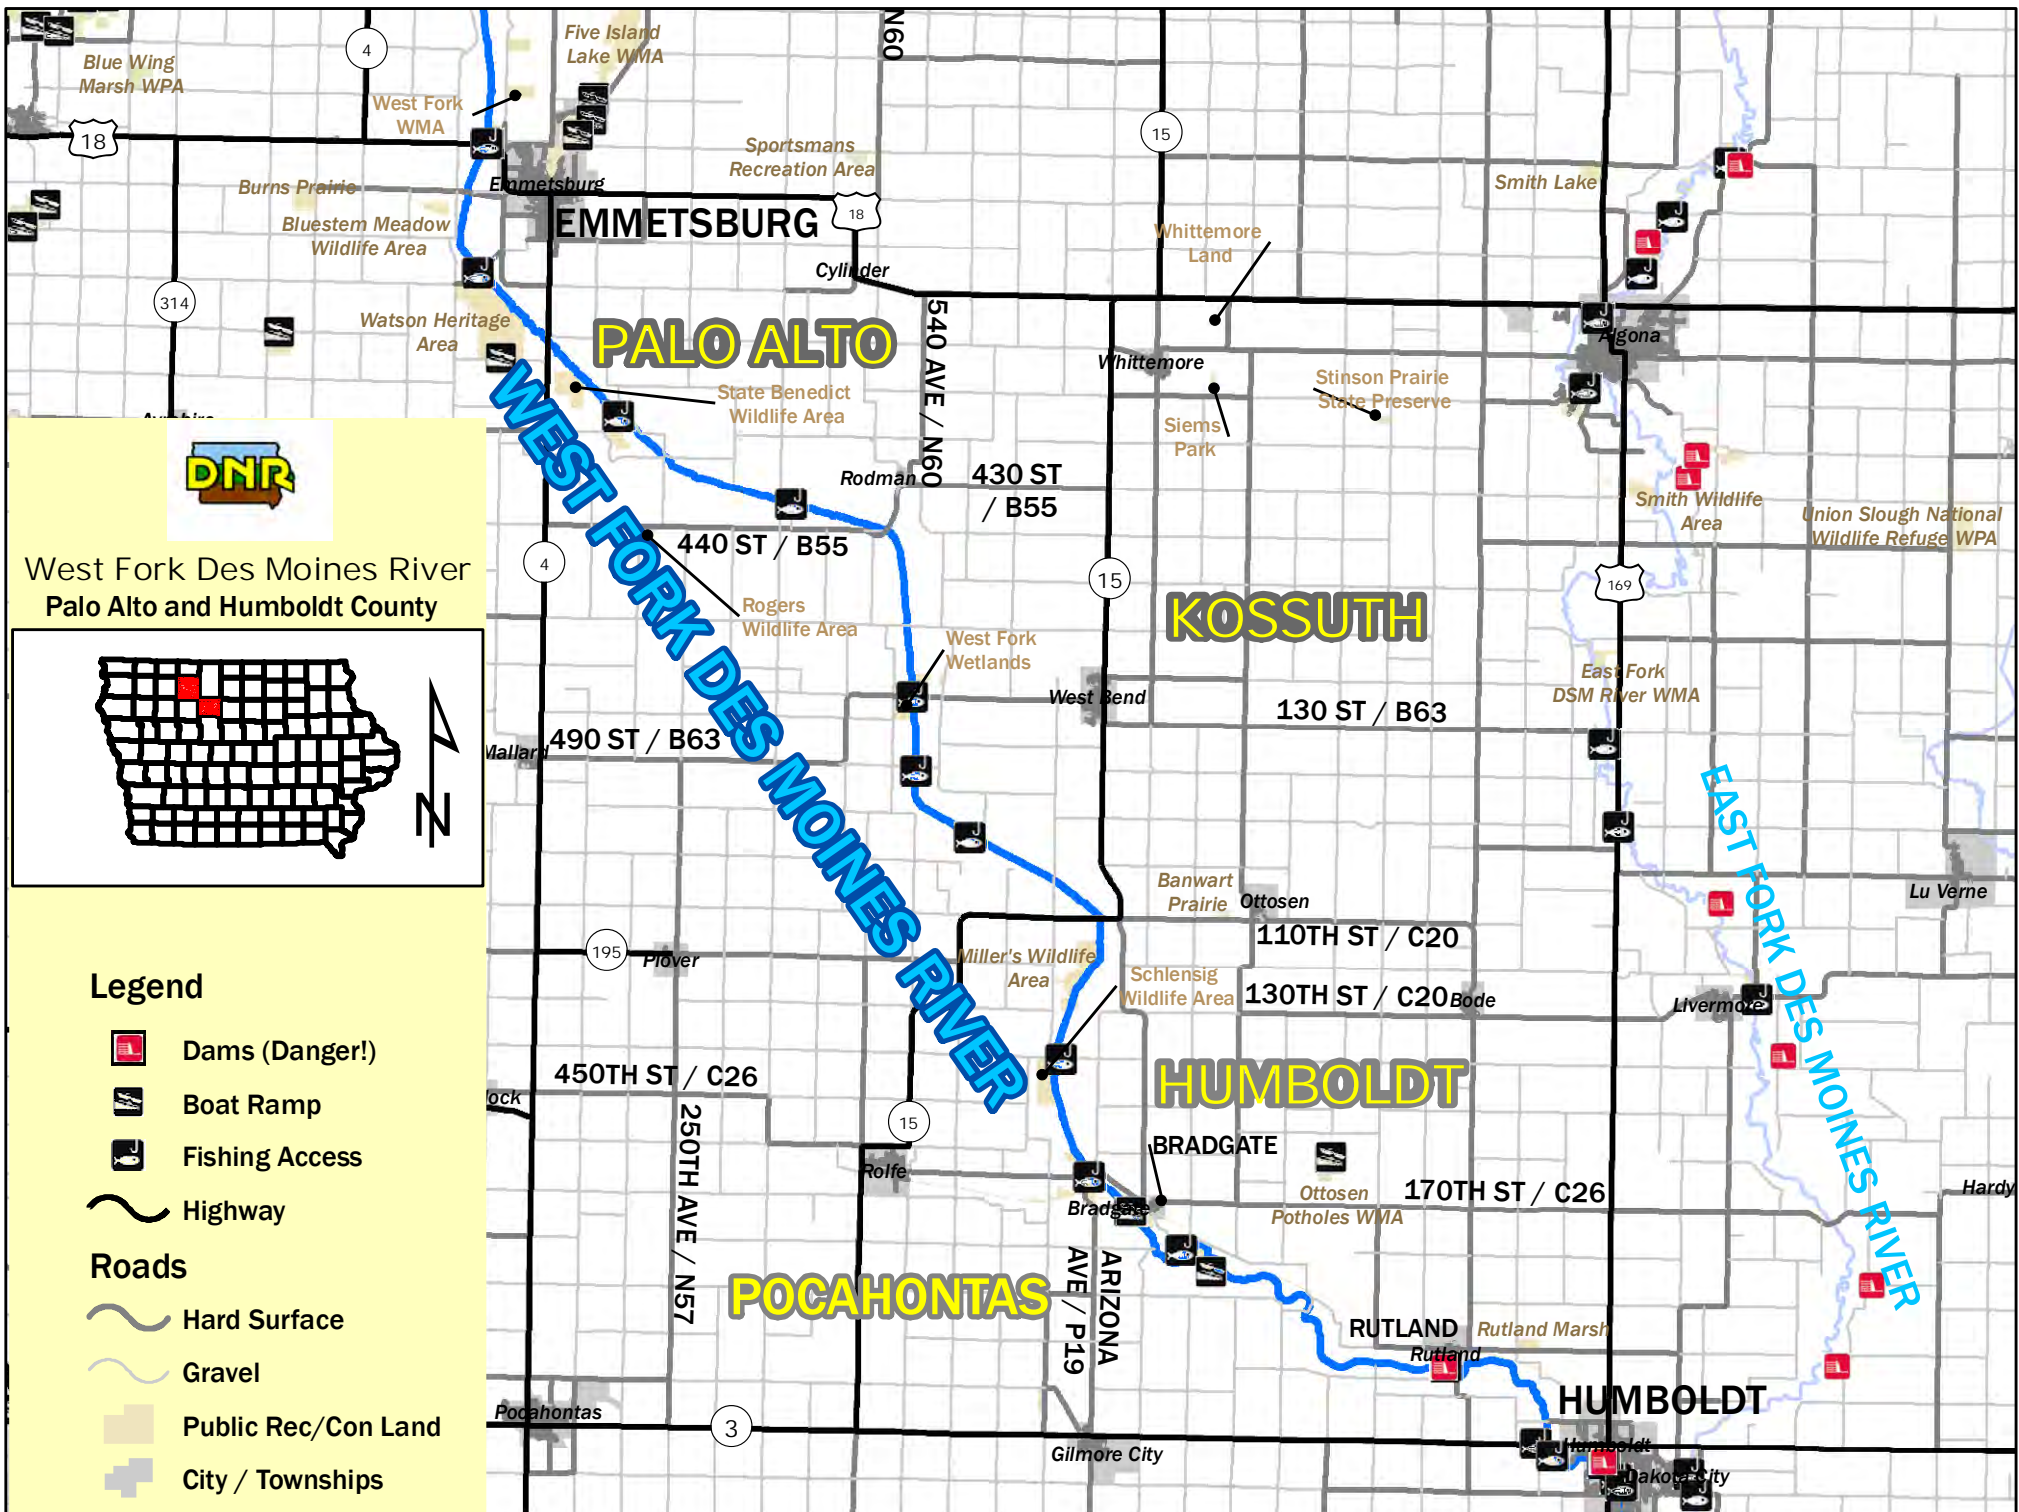 Blue Wing
Marsh WPA
4
Five Island
Lake WMA
N60
West Fork
WMA
18
15
Sportsmans
Recreation Area
Smith Lake
Burns Prairie
Emmetsburg
EMMETSBURG
18
Bluestem Meadow
Wildlife Area
Whittemore
Land
Cylinder
314
Watson Heritage
Area
PALO ALTO
540 AVE / N60
Algona
Whittemore
State Benedict
Wildlife Area
Stinson Prairie
State Preserve
Siems
Park
DNR
West Fork Des Moines River
Palo Alto and Humboldt County
N
WEST FORK DES MOINES RIVER
Rodman
430 ST
/ B55
440 ST / B55
4
15
Smith Wildlife
Area
Union Slough National
Wildlife Refuge WPA
169
Rogers
Wildlife Area
KOSSUTH
West Fork
Wetlands
East Fork
DSM River WMA
West Bend
130 ST / B63
Mallard
490 ST / B63
EAST FORK DES MOINES RIVER
Banwart
Prairie
Ottosen
Lu Verne
110TH ST / C20
195
Plover
Miller's Wildlife
Area
Schlensig
Wildlife Area
130TH ST / C20
Bode
Livermore
450TH ST / C26
HUMBOLDT
250TH AVE / N57
15
BRADGATE
Rolfe
Bradgate
Ottosen
Potholes WMA
170TH ST / C26
Hardy
POCAHONTAS
ARIZONA
AVE / P19
RUTLAND
Rutland
Rutland Marsh
HUMBOLDT
Pocahontas
3
Gilmore City
Humboldt
Dakota City
Legend
Dams (Danger!)
Boat Ramp
Fishing Access
Highway
Roads
Hard Surface
Gravel
Public Rec/Con Land
City / Townships